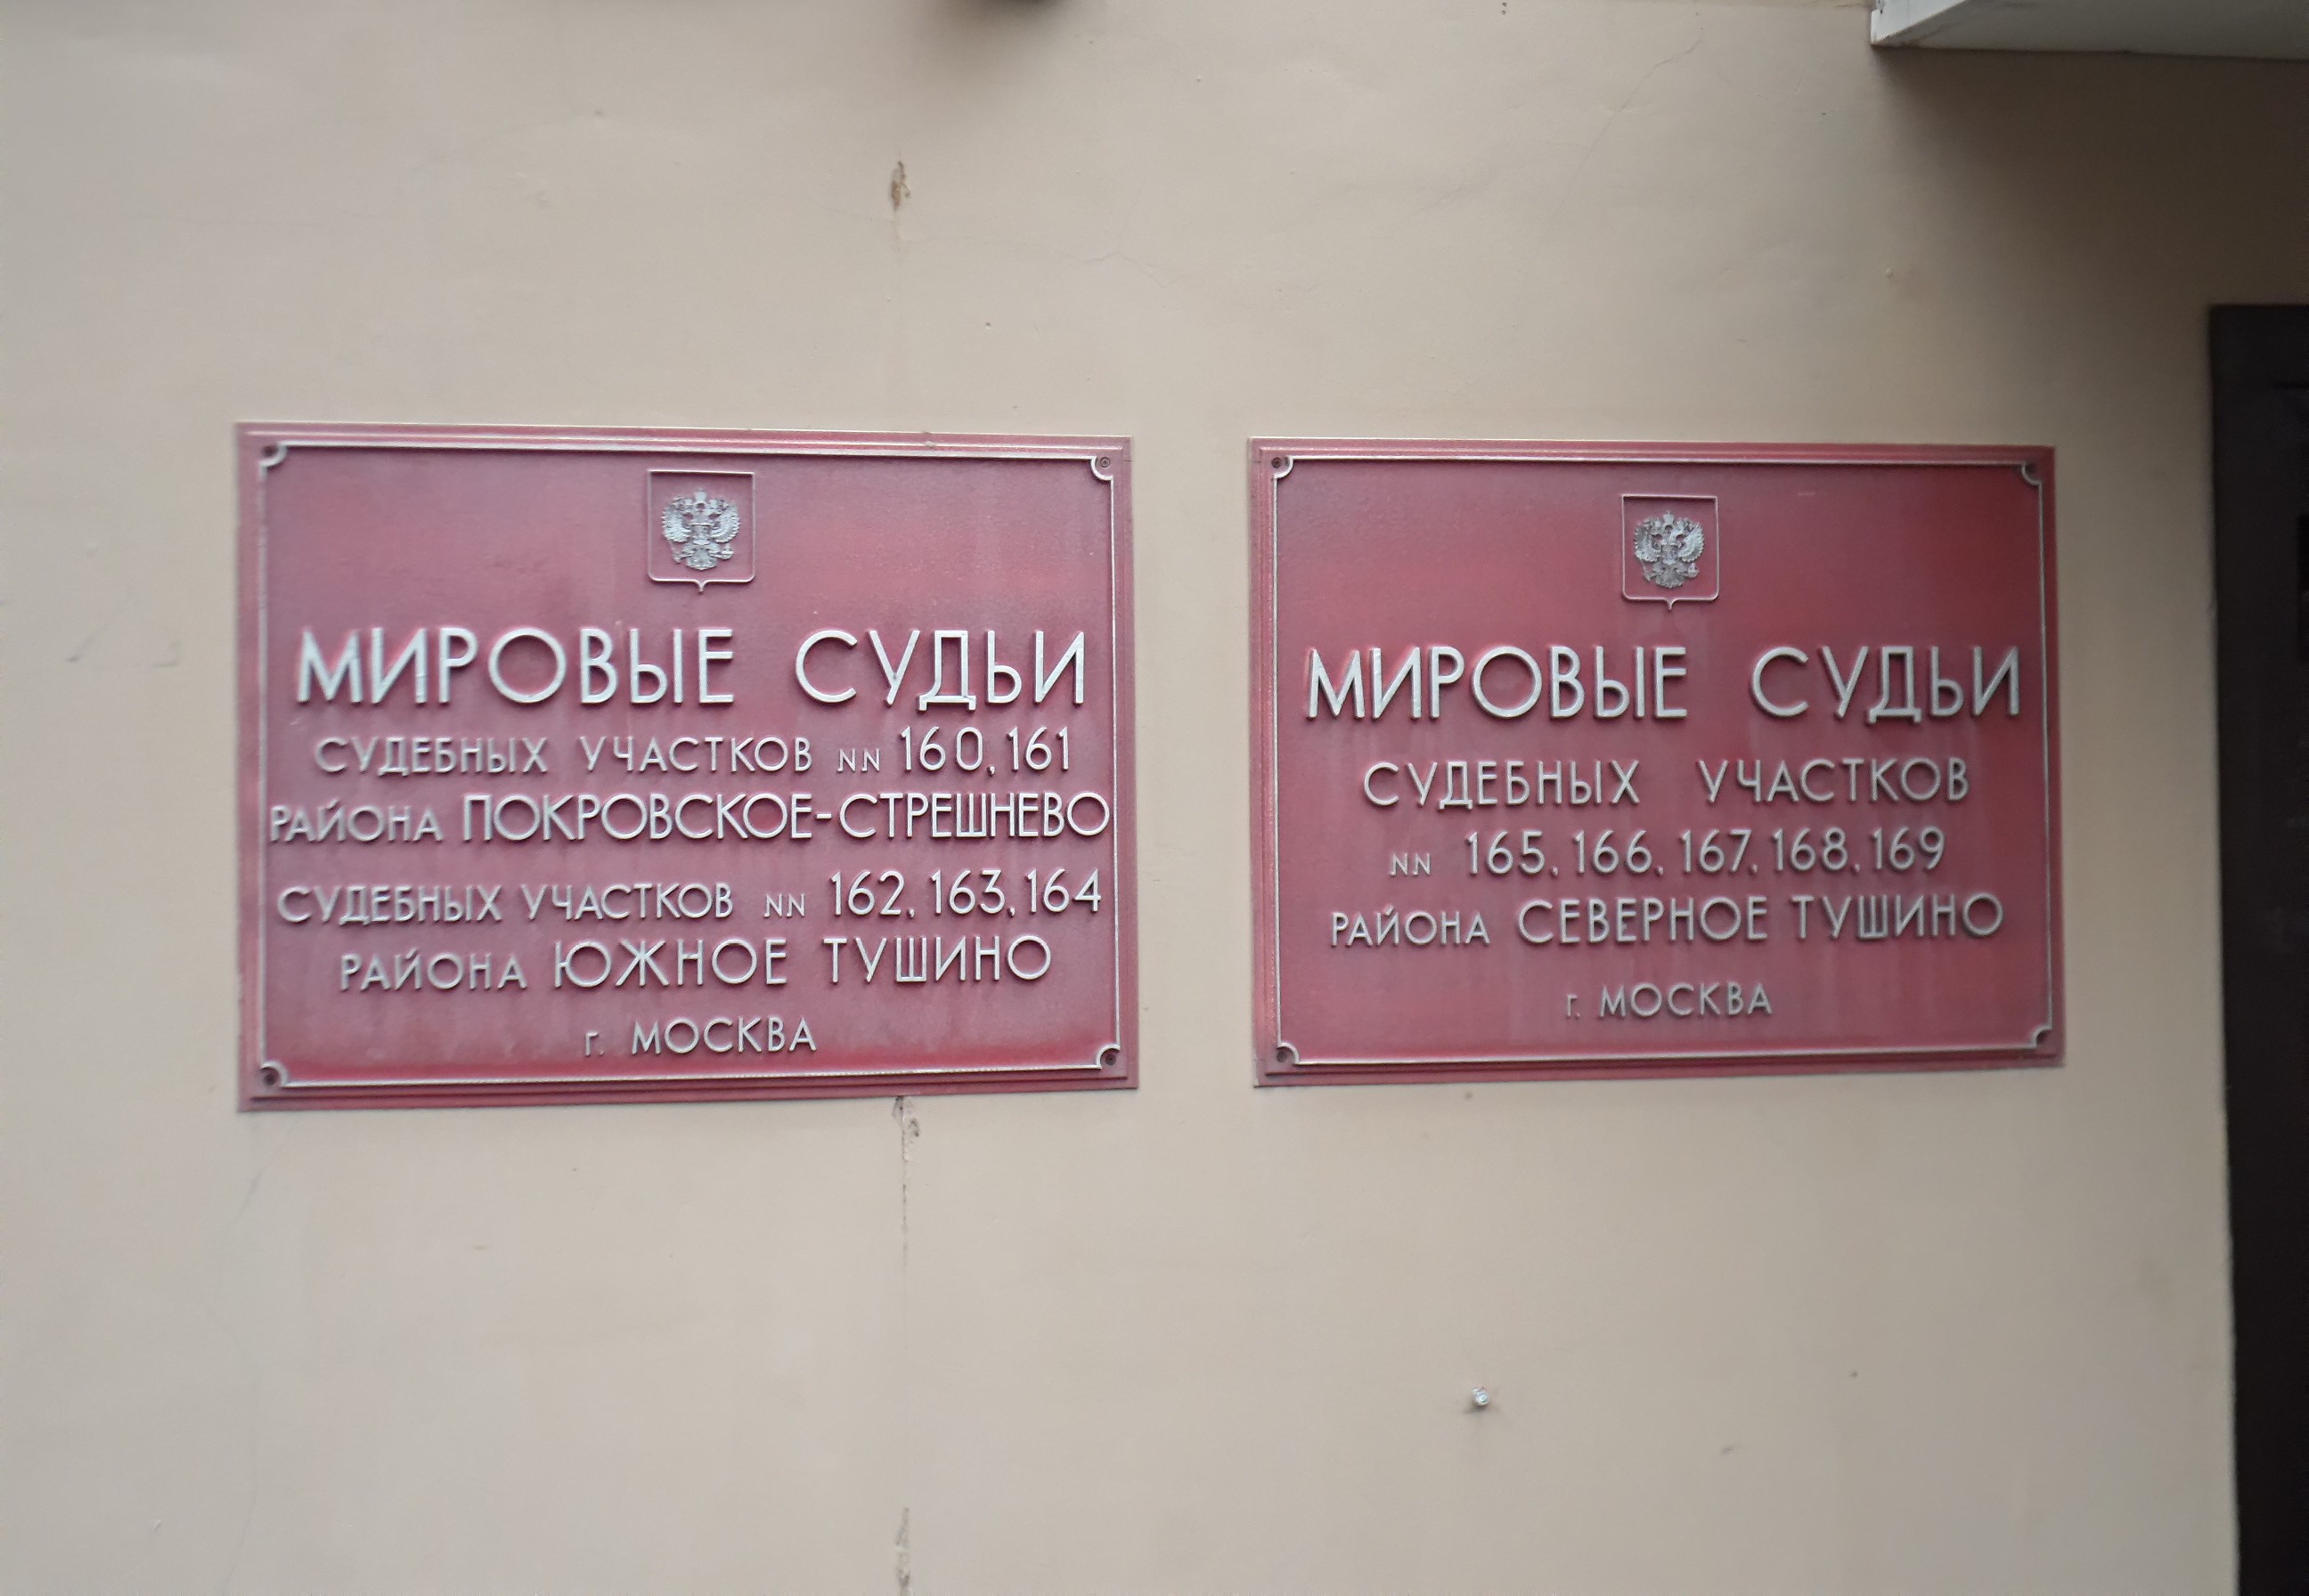 МИРОВЫЕ СУДЬИ
СУДЕБНЫХ УЧАСТКОВ NN 160, 161
РАЙОНА ПОКРОВСКОЕ-СТРЕШНЕВО
СУДЕБНЫХ УЧАСТКОВ NN 162, 163, 164
РАЙОНА ЮЖНОЕ ТУШИНО
г. МОСКВА
МИРОВЫЕ СУДЬИ
СУДЕБНЫХ УЧАСТКОВ
NN 165, 166, 167, 168, 169
РАЙОНА СЕВЕРНОЕ ТУШИНО
г. МОСКВА